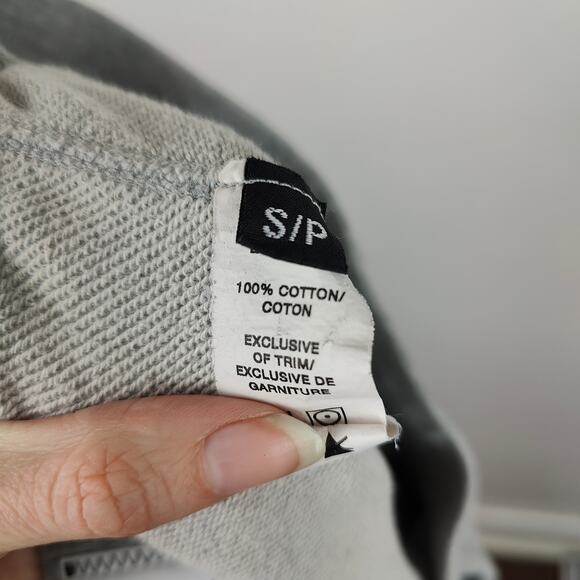 S/P
100% COTTON/
COTON
EXCLUSIVE
OF TRIM/
EXCLUSIVE DE
GARNITURE